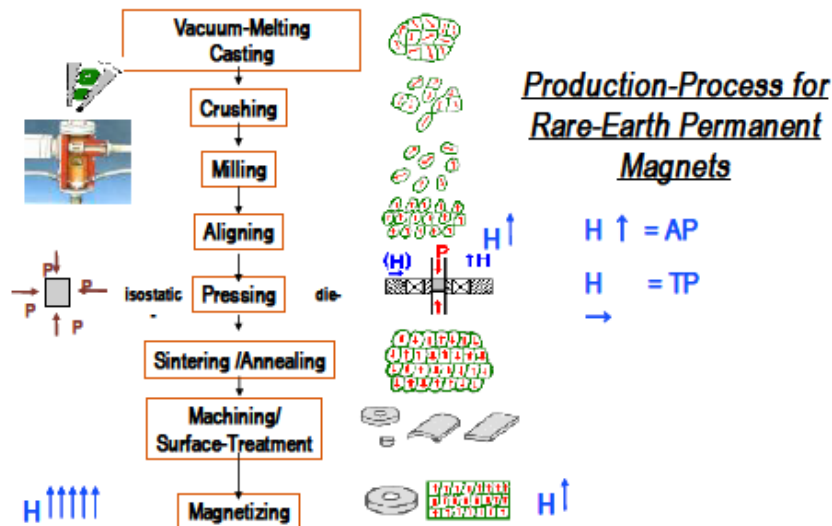 Vacuum-Melting
Casting
Production-Process for
Rare-Earth Permanent
Magnets
Crushing
Milling
Aligning
H ↑
H ↑ = AP
H = TP
→
P
P
P
P
isostatic
-
Pressing
die-
(H)
→
P
↑H
Sintering /Annealing
Machining/
Surface-Treatment
H ↑↑↑↑↑
Magnetizing
H ↑